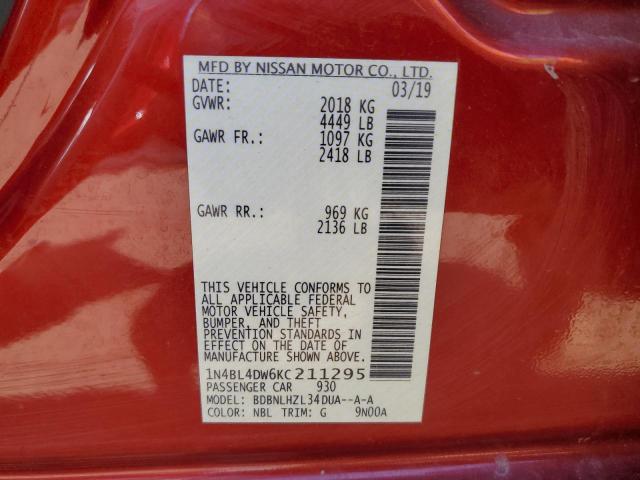 MFD BY NISSAN MOTOR CO., LTD.
DATE: 03/19
GVWR: 2018 KG
4449 LB
GAWR FR.: 1097 KG
2418 LB
GAWR RR.: 969 KG
2136 LB
THIS VEHICLE CONFORMS TO
ALL APPLICABLE FEDERAL
MOTOR VEHICLE SAFETY,
BUMPER, AND THEFT
PREVENTION STANDARDS IN
EFFECT ON THE DATE OF
MANUFACTURE SHOWN ABOVE.
1N4BL4DW6KC211295
PASSENGER CAR 930
MODEL: BDBNLHZL34DUA--A-A
COLOR: NBL TRIM: G 9N00A